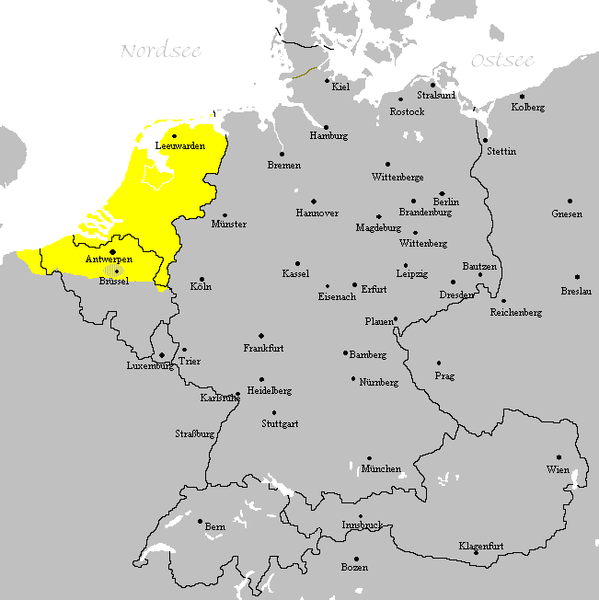 Nordsee
Ostsee
Kiel
Stralsund
Rostock
Kolberg
Hamburg
Leeuwarden
Stettin
Bremen
Wittenberge
Berlin
Hannover
Brandenburg
Gnesen
Münster
Magdeburg
Wittenberg
Antwerpen
Brüssel
Kassel
Leipzig
Bautzen
Köln
Eisenach
Erfurt
Dresden
Breslau
Reichenberg
Plauen
Frankfurt
Bamberg
Luxemburg
Trier
Prag
Heidelberg
Nürnberg
Karlsruhe
Stuttgart
Straßburg
München
Wien
Bern
Innsbruck
Klagenfurt
Bozen